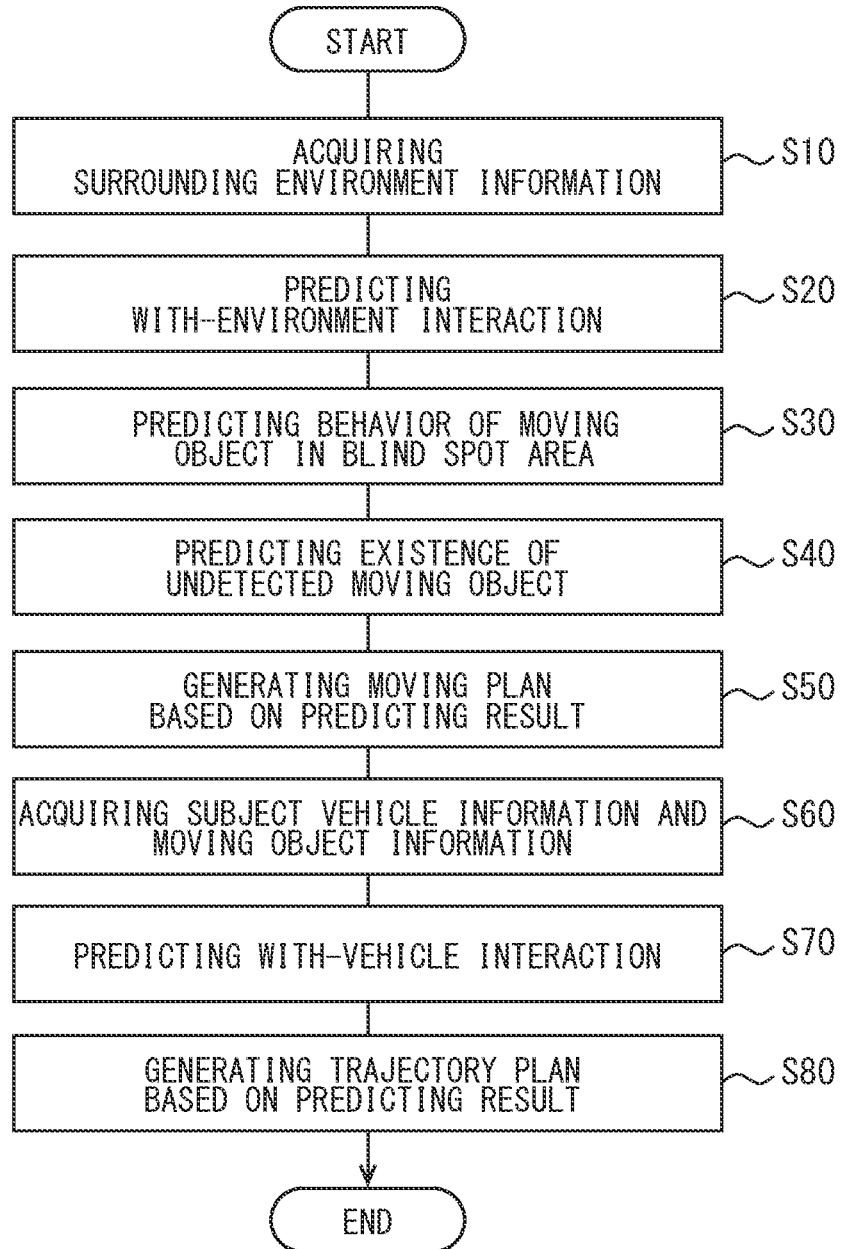 START
ACQUIRING
SURROUNDING ENVIRONMENT INFORMATION
S10
PREDICTING
WITH-ENVIRONMENT INTERACTION
S20
PREDICTING BEHAVIOR OF MOVING
OBJECT IN BLIND SPOT AREA
S30
PREDICTING EXISTENCE OF
UNDETECTED MOVING OBJECT
S40
GENERATING MOVING PLAN
BASED ON PREDICTING RESULT
S50
ACQUIRING SUBJECT VEHICLE INFORMATION AND
MOVING OBJECT INFORMATION
S60
PREDICTING WITH-VEHICLE INTERACTION
S70
GENERATING TRAJECTORY PLAN
BASED ON PREDICTING RESULT
S80
END